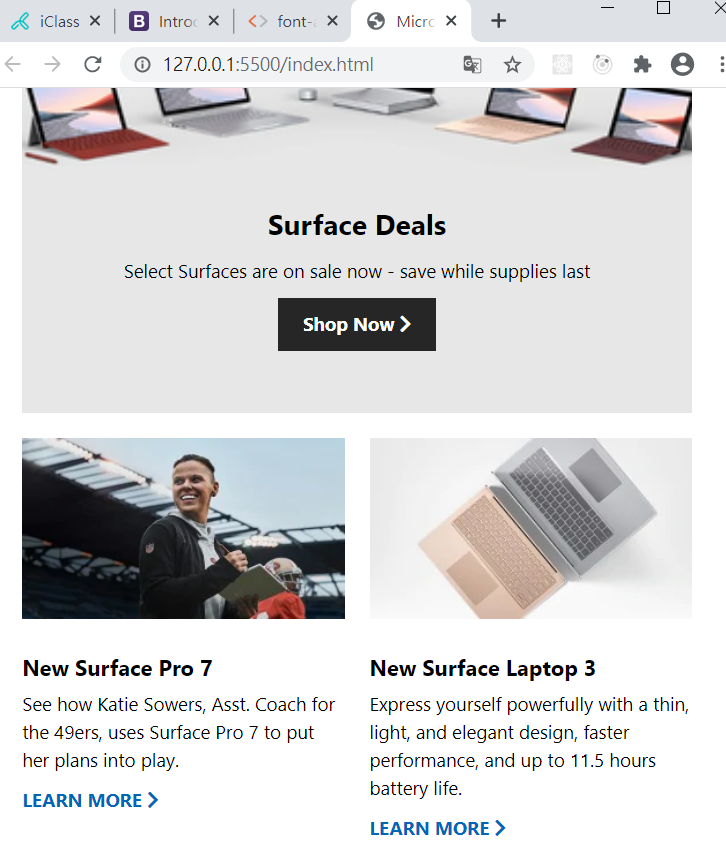 iClass
Introd
font-a
Micro
127.0.0.1:5500/index.html
Surface Deals
Select Surfaces are on sale now - save while supplies last
Shop Now
New Surface Pro 7
See how Katie Sowers, Asst. Coach for
the 49ers, uses Surface Pro 7 to put
her plans into play.
LEARN MORE
New Surface Laptop 3
Express yourself powerfully with a thin,
light, and elegant design, faster
performance, and up to 11.5 hours
battery life.
LEARN MORE